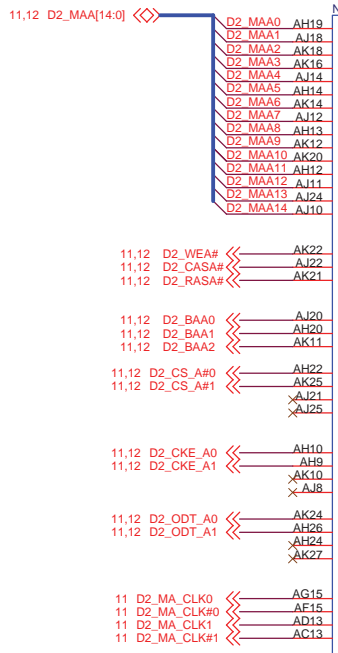 N
11,12 D2_MAA[14:0]
D2_MAA0 AH19
D2_MAA1 AJ18
D2_MAA2 AK18
D2_MAA3 AK16
D2_MAA4 AJ14
D2_MAA5 AH14
D2_MAA6 AK14
D2_MAA7 AJ12
D2_MAA8 AH13
D2_MAA9 AK12
D2_MAA10 AK20
D2_MAA11 AH12
D2_MAA12 AJ11
D2_MAA13 AJ24
D2_MAA14 AJ10
11,12 D2_WEA# AK22
11,12 D2_CASA# AJ22
11,12 D2_RASA# AK21
11,12 D2_BAA0 AJ20
11,12 D2_BAA1 AH20
11,12 D2_BAA2 AK11
11,12 D2_CS_A#0 AH22
11,12 D2_CS_A#1 AK25
AJ21
AJ25
11,12 D2_CKE_A0 AH10
11,12 D2_CKE_A1 AH9
AK10
AJ8
11,12 D2_ODT_A0 AK24
11,12 D2_ODT_A1 AH26
AH24
AK27
11 D2_MA_CLK0 AG15
11 D2_MA_CLK#0 AF15
11 D2_MA_CLK1 AD13
11 D2_MA_CLK#1 AC13